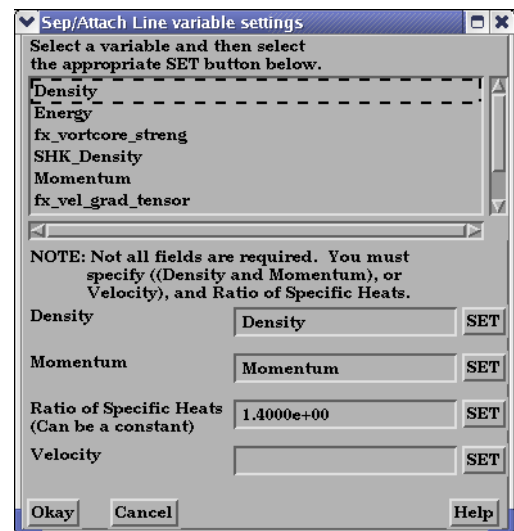 Sep/Attach Line variable settings
Select a variable and then select
the appropriate SET button below.
Density
Energy
fx_vortcore_streng
SHK_Density
Momentum
fx_vel_grad_tensor
NOTE: Not all fields are required. You must
specify ((Density and Momentum), or
Velocity), and Ratio of Specific Heats.
Density Density SET
Momentum Momentum SET
Ratio of Specific Heats 1.4000e+00 SET
(Can be a constant)
Velocity SET
Okay Cancel Help